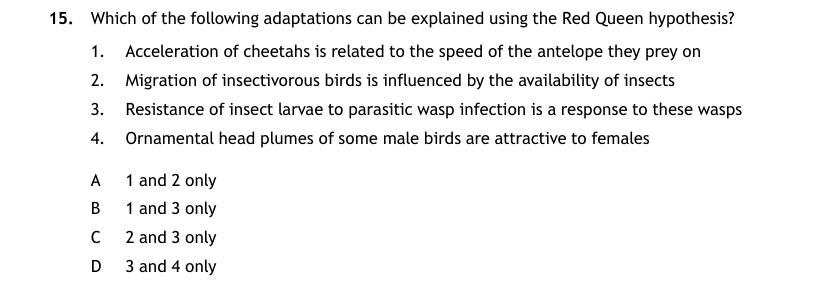 15. Which of the following adaptations can be explained using the Red Queen hypothesis?
1. Acceleration of cheetahs is related to the speed of the antelope they prey on
2. Migration of insectivorous birds is influenced by the availability of insects
3. Resistance of insect larvae to parasitic wasp infection is a response to these wasps
4. Ornamental head plumes of some male birds are attractive to females
A 1 and 2 only
B 1 and 3 only
C 2 and 3 only
D 3 and 4 only